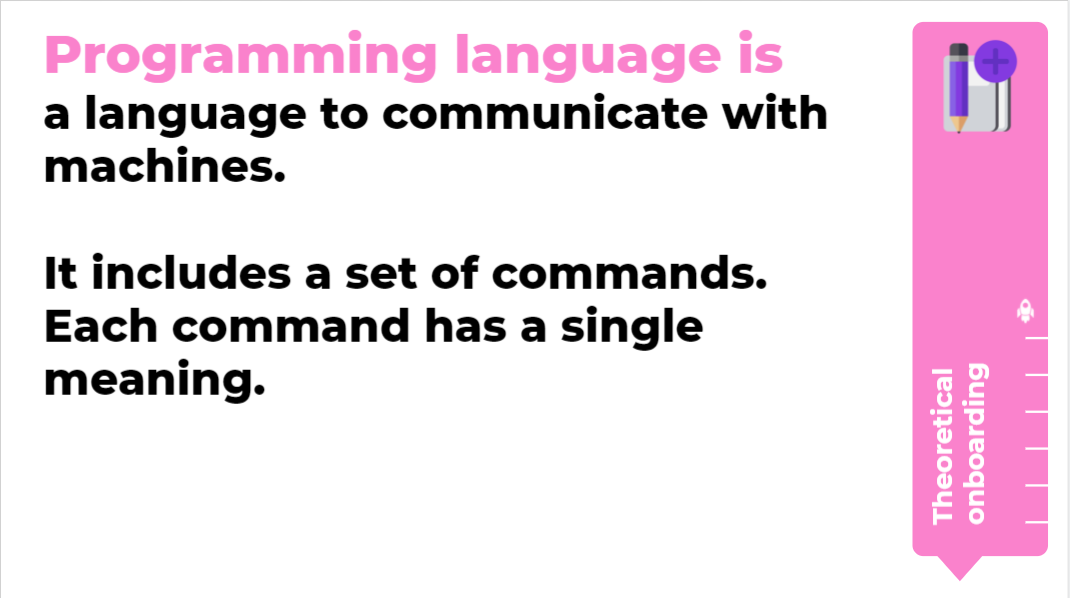 Programming language is
a language to communicate with
machines.
It includes a set of commands.
Each command has a single
meaning.
Theoretical
onboarding